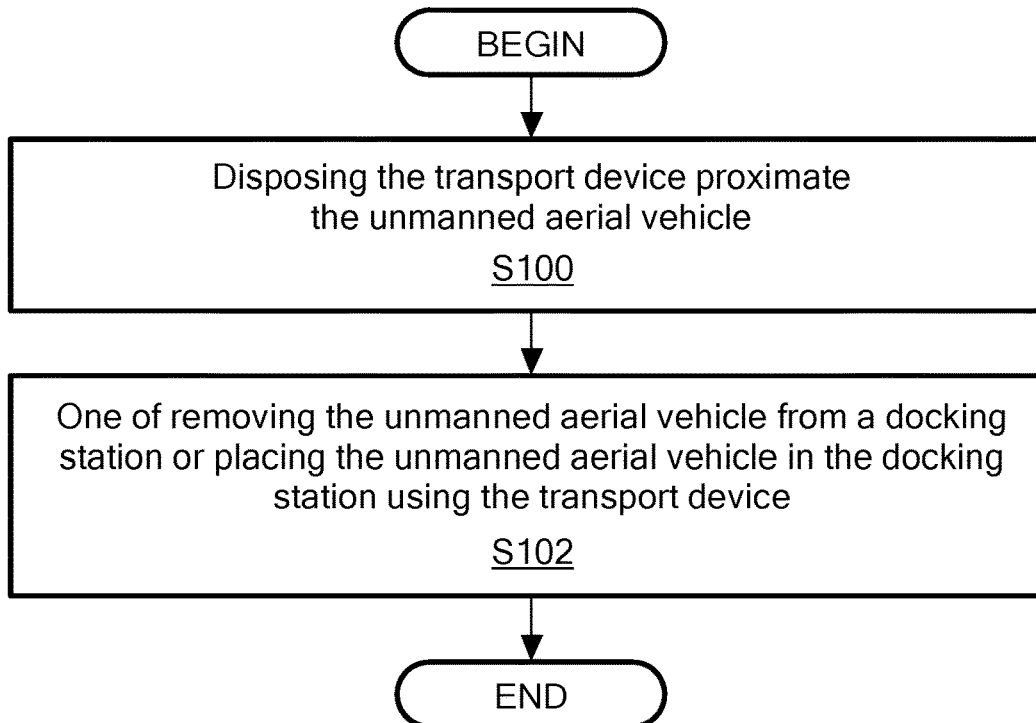 BEGIN
Disposing the transport device proximate
the unmanned aerial vehicle
S100
One of removing the unmanned aerial vehicle from a docking
station or placing the unmanned aerial vehicle in the docking
station using the transport device
S102
END